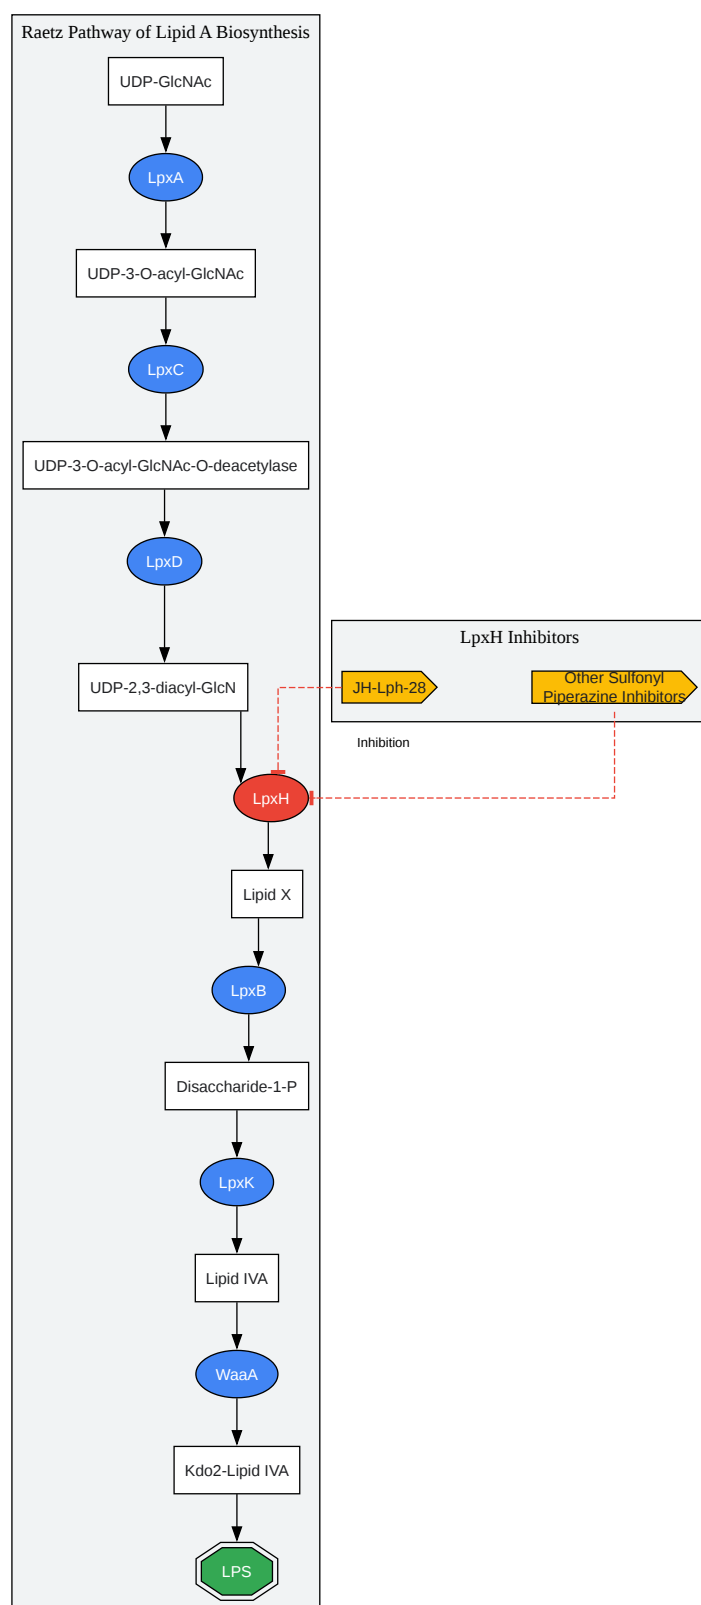 Raetz Pathway of Lipid A Biosynthesis
UDP-GlcNAc
LpxA
UDP-3-O-acyl-GlcNAc
LpxC
UDP-3-O-acyl-GlcNAc-O-deacetylase
LpxD
UDP-2,3-diacyl-GlcN
LpxH Inhibitors
JH-Lph-28
Other Sulfonyl
Piperazine Inhibitors
Inhibition
LpxH
Lipid X
LpxB
Disaccharide-1-P
LpxK
Lipid IVA
WaaA
Kdo2-Lipid IVA
LPS